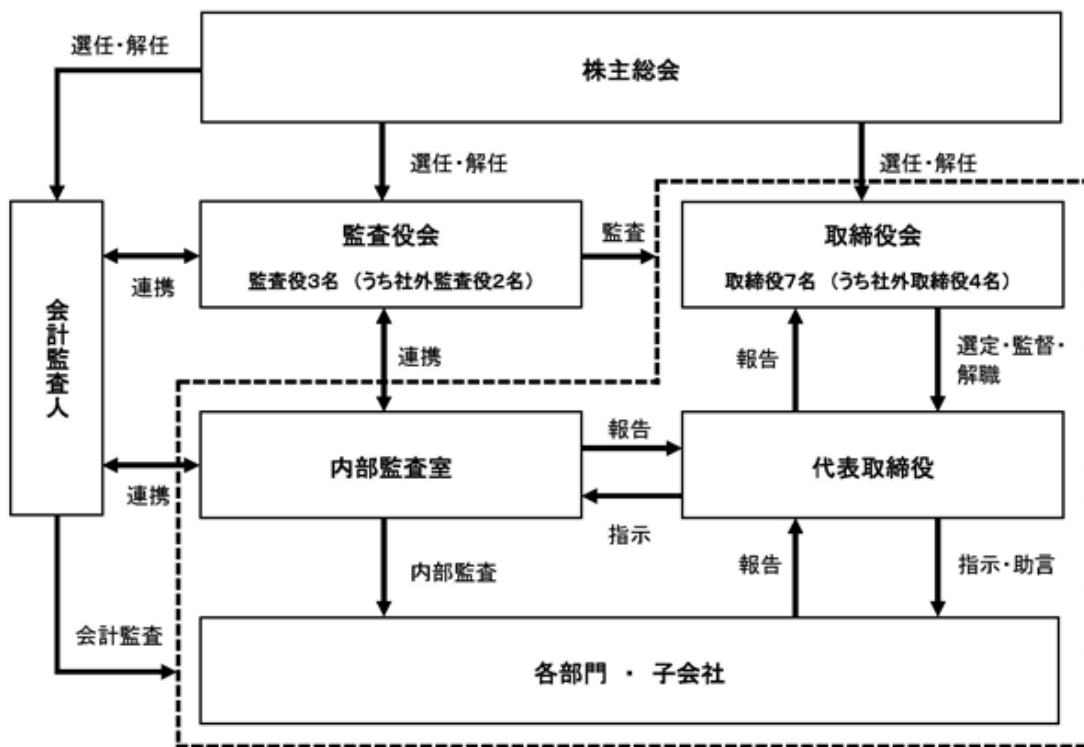 選任・解任
株主総会
選任・解任
選任・解任
監査役会
監査役3名（うち社外監査役2名）
監査
取締役会
取締役7名（うち社外取締役4名）
連携
会計監査人
連携
報告
選定・監督・
解職
内部監査室
報告
代表取締役
連携
指示
内部監査
報告
指示・助言
会計監査
各部門 ・ 子会社